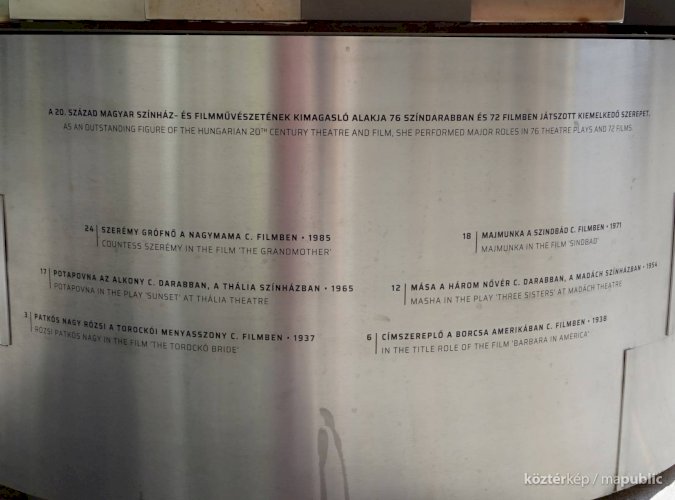 A 20. SZÁZAD MAGYAR SZÍNHÁZ- ÉS FILMMŰVÉSZETÉNEK KIMAGASLÓ ALAKJA 76 SZÍNDARABBAN ÉS 72 FILMBEN JÁTSZOTT KIEMELKEDŐ SZEREPET.
AS AN OUTSTANDING FIGURE OF THE HUNGARIAN 20TH CENTURY THEATRE AND FILM, SHE PERFORMED MAJOR ROLES IN 76 THEATRE PLAYS AND 72 FILMS.
24 | SZERÉMY GRÓFNŐ A NAGYMAMA C. FILMBEN • 1985
COUNTESS SZERÉMY IN THE FILM 'THE GRANDMOTHER'
18 | MAJMUNKA A SZINDBÁD C. FILMBEN • 1971
MAJMUNKA IN THE FILM 'SINDBAD'
17 | POTAPOVNA AZ ALKONY C. DARABBAN, A THÁLIA SZÍNHÁZBAN • 1965
POTAPOVNA IN THE PLAY 'SUNSET' AT THÁLIA THEATRE
12 | MÁSA A HÁROM NŐVÉR C. DARABBAN, A MADÁCH SZÍNHÁZBAN • 1954
MASHA IN THE PLAY 'THREE SISTERS' AT MADÁCH THEATRE
3 | PATKÓS NAGY RÓZSI A TOROCKÓI MENYASSZONY C. FILMBEN • 1937
RÓZSI PATKÓS NAGY IN THE FILM 'THE TOROCKÓ BRIDE'
6 | CÍMSZEREPLŐ A BORCSA AMERIKÁBAN C. FILMBEN • 1938
IN THE TITLE ROLE OF THE FILM 'BARBARA IN AMERICA'
köztérkép / mapublic